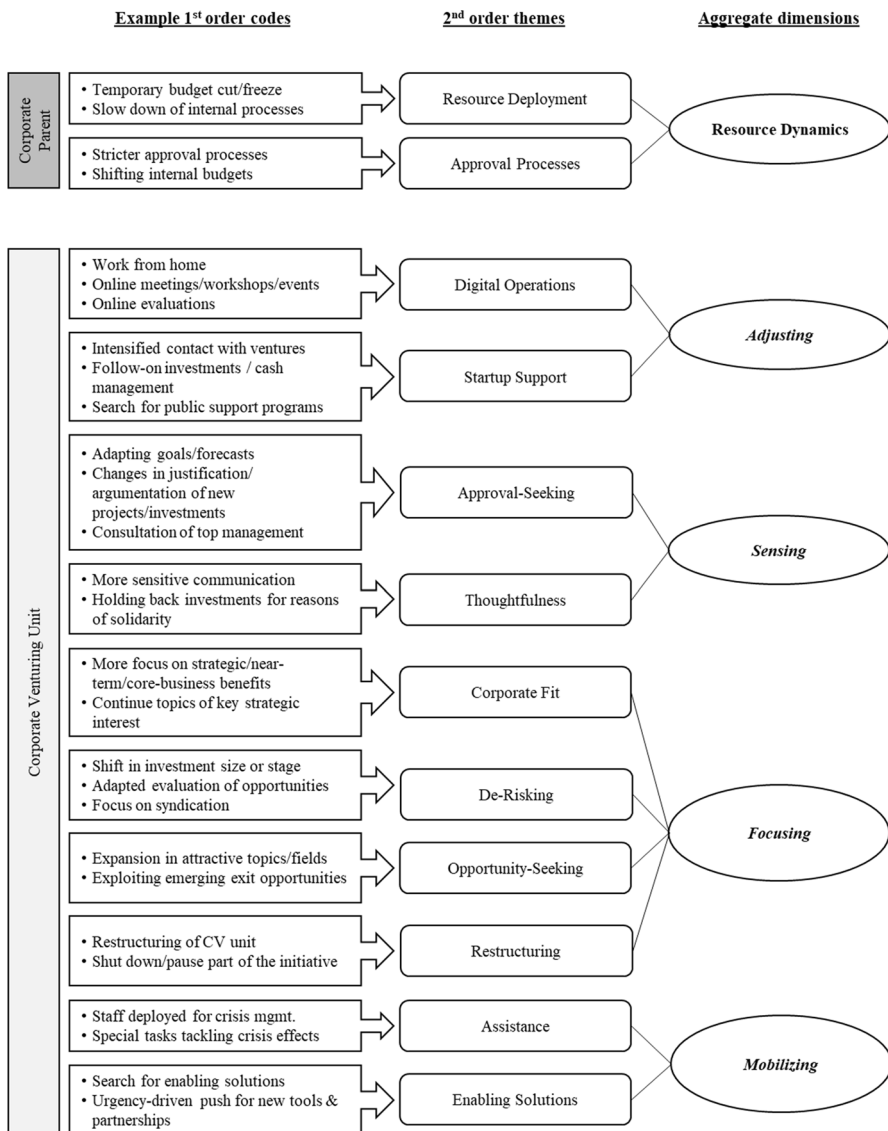 Example 1st order codes
2nd order themes
Aggregate dimensions
Corporate
Parent
• Temporary budget cut/freeze
• Slow down of internal processes
Resource Deployment
• Stricter approval processes
• Shifting internal budgets
Approval Processes
Resource Dynamics
Corporate Venturing Unit
• Work from home
• Online meetings/workshops/events
• Online evaluations
Digital Operations
• Intensified contact with ventures
• Follow-on investments / cash
management
• Search for public support programs
Startup Support
Adjusting
• Adapting goals/forecasts
• Changes in justification/
argumentation of new
projects/investments
• Consultation of top management
Approval-Seeking
• More sensitive communication
• Holding back investments for reasons
of solidarity
Thoughtfulness
Sensing
• More focus on strategic/near-
term/core-business benefits
• Continue topics of key strategic
interest
Corporate Fit
• Shift in investment size or stage
• Adapted evaluation of opportunities
• Focus on syndication
De-Risking
• Expansion in attractive topics/fields
• Exploiting emerging exit opportunities
Opportunity-Seeking
• Restructuring of CV unit
• Shut down/pause part of the initiative
Restructuring
Focusing
• Staff deployed for crisis mgmt.
• Special tasks tackling crisis effects
Assistance
• Search for enabling solutions
• Urgency-driven push for new tools &
partnerships
Enabling Solutions
Mobilizing